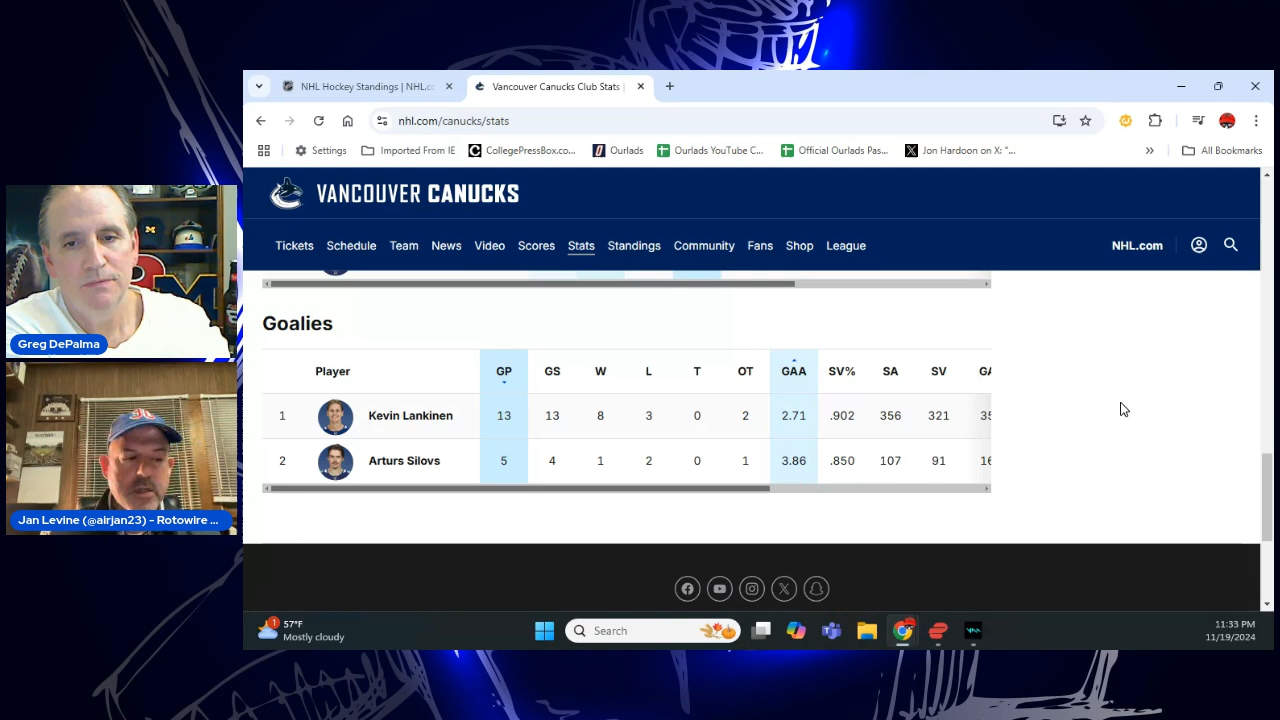 NHL Hockey Standings | NHL.c
Vancouver Canucks Club Stats |
nhl.com/canucks/stats
Settings
Imported From IE
CollegePressBox.co...
Ourlads
Ourlads YouTube C...
Official Ourlads Pas...
Jon Hardoon on X: "...
All Bookmarks
VANCOUVER CANUCKS
Tickets Schedule Team News Video Scores Stats Standings Community Fans Shop League
NHL.com
Goalies
Player GP GS W L T OT GAA SV% SA SV GA
1 Kevin Lankinen 13 13 8 3 0 2 2.71 .902 356 321 35
2 Arturs Silovs 5 4 1 2 0 1 3.86 .850 107 91 16
Greg DePalma
Jan Levine (@alrjan23) - Rotowire ...
1
57°F
Mostly cloudy
Search
11:33 PM
11/19/2024